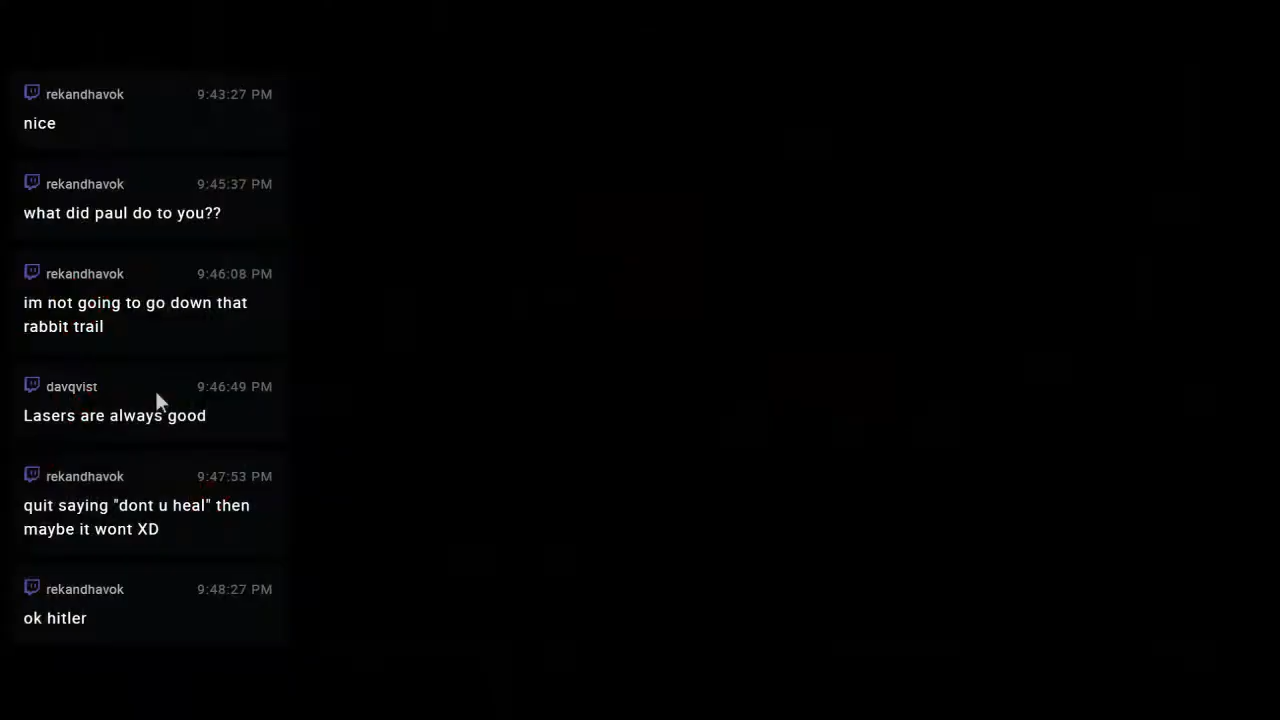 rekandhavok 9:43:27 PM
nice
rekandhavok 9:45:37 PM
what did paul do to you??
rekandhavok 9:46:08 PM
im not going to go down that
rabbit trail
davqvist 9:46:49 PM
Lasers are always good
rekandhavok 9:47:53 PM
quit saying "dont u heal" then
maybe it wont XD
rekandhavok 9:48:27 PM
ok hitler